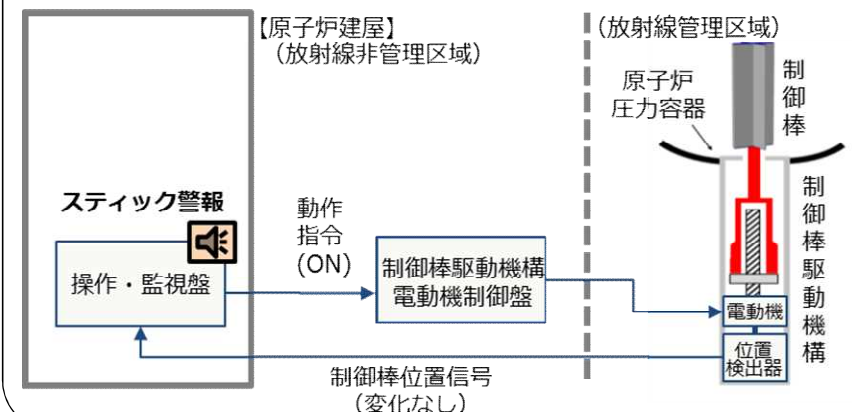 【原子炉建屋】
（放射線非管理区域）
（放射線管理区域）
原子炉
圧力容器
制御棒
スティック警報
操作・監視盤
動作
指令
（ON）
制御棒駆動機構
電動機制御盤
制御棒駆動機構
電動機
位置
検出器
制御棒位置信号
（変化なし）